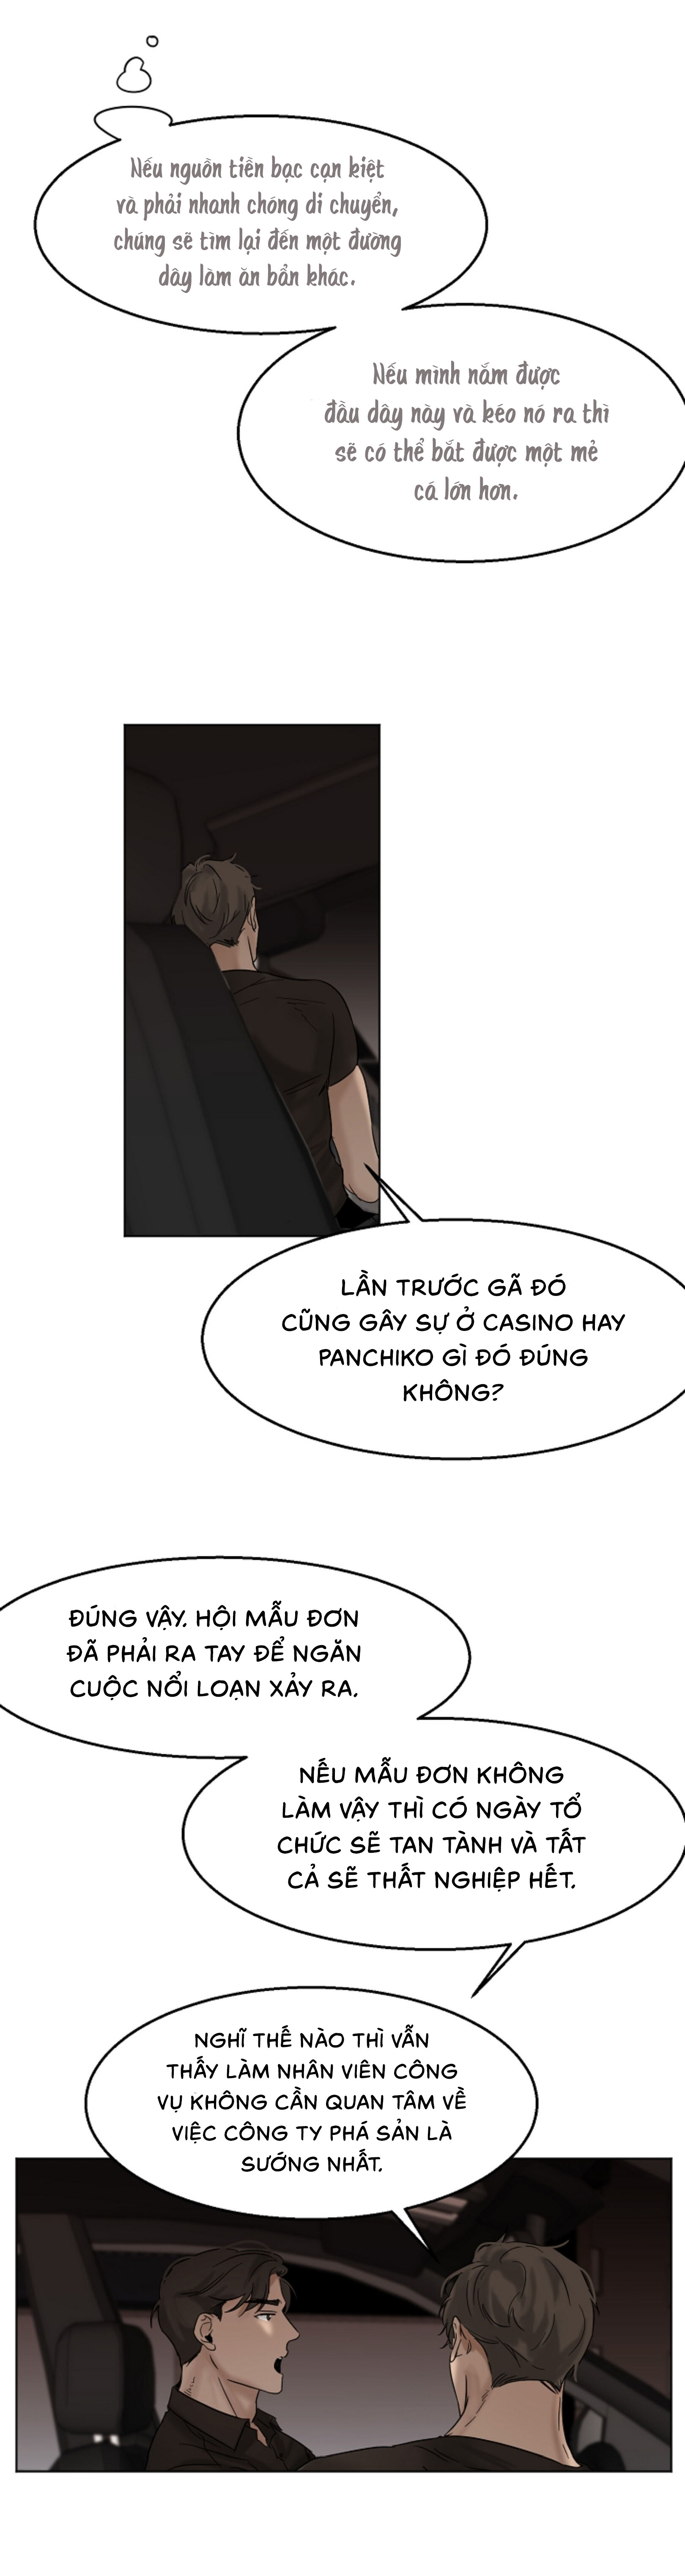 Nếu nguồn tiền bạc cạn kiệt
và phải nhanh chóng di chuyển,
chúng sẽ tìm lại đến một đường
dây làm ăn bẩn khác.
Nếu mình nắm được
đầu dây này và kéo nó ra thì
sẽ có thể bắt được một mẻ
cá lớn hơn.
LẦN TRƯỚC GÃ ĐÓ
CŨNG GÂY SỰ Ở CASINO HAY
PANCHIKO GÌ ĐÓ ĐÚNG
KHÔNG?
ĐÚNG VẬY. HỘI MẪU ĐƠN
ĐÃ PHẢI RA TAY ĐỂ NGĂN
CUỘC NỔI LOẠN XẢY RA.
NẾU MẪU ĐƠN KHÔNG
LÀM VẬY THÌ CÓ NGÀY TỔ
CHỨC SẼ TAN TÀNH VÀ TẤT
CẢ SẼ THẤT NGHIỆP HẾT.
NGHĨ THẾ NÀO THÌ VẪN
THẤY LÀM NHÂN VIÊN CÔNG
VỤ KHÔNG CẦN QUAN TÂM VỀ
VIỆC CÔNG TY PHÁ SẢN LÀ
SƯỚNG NHẤT.